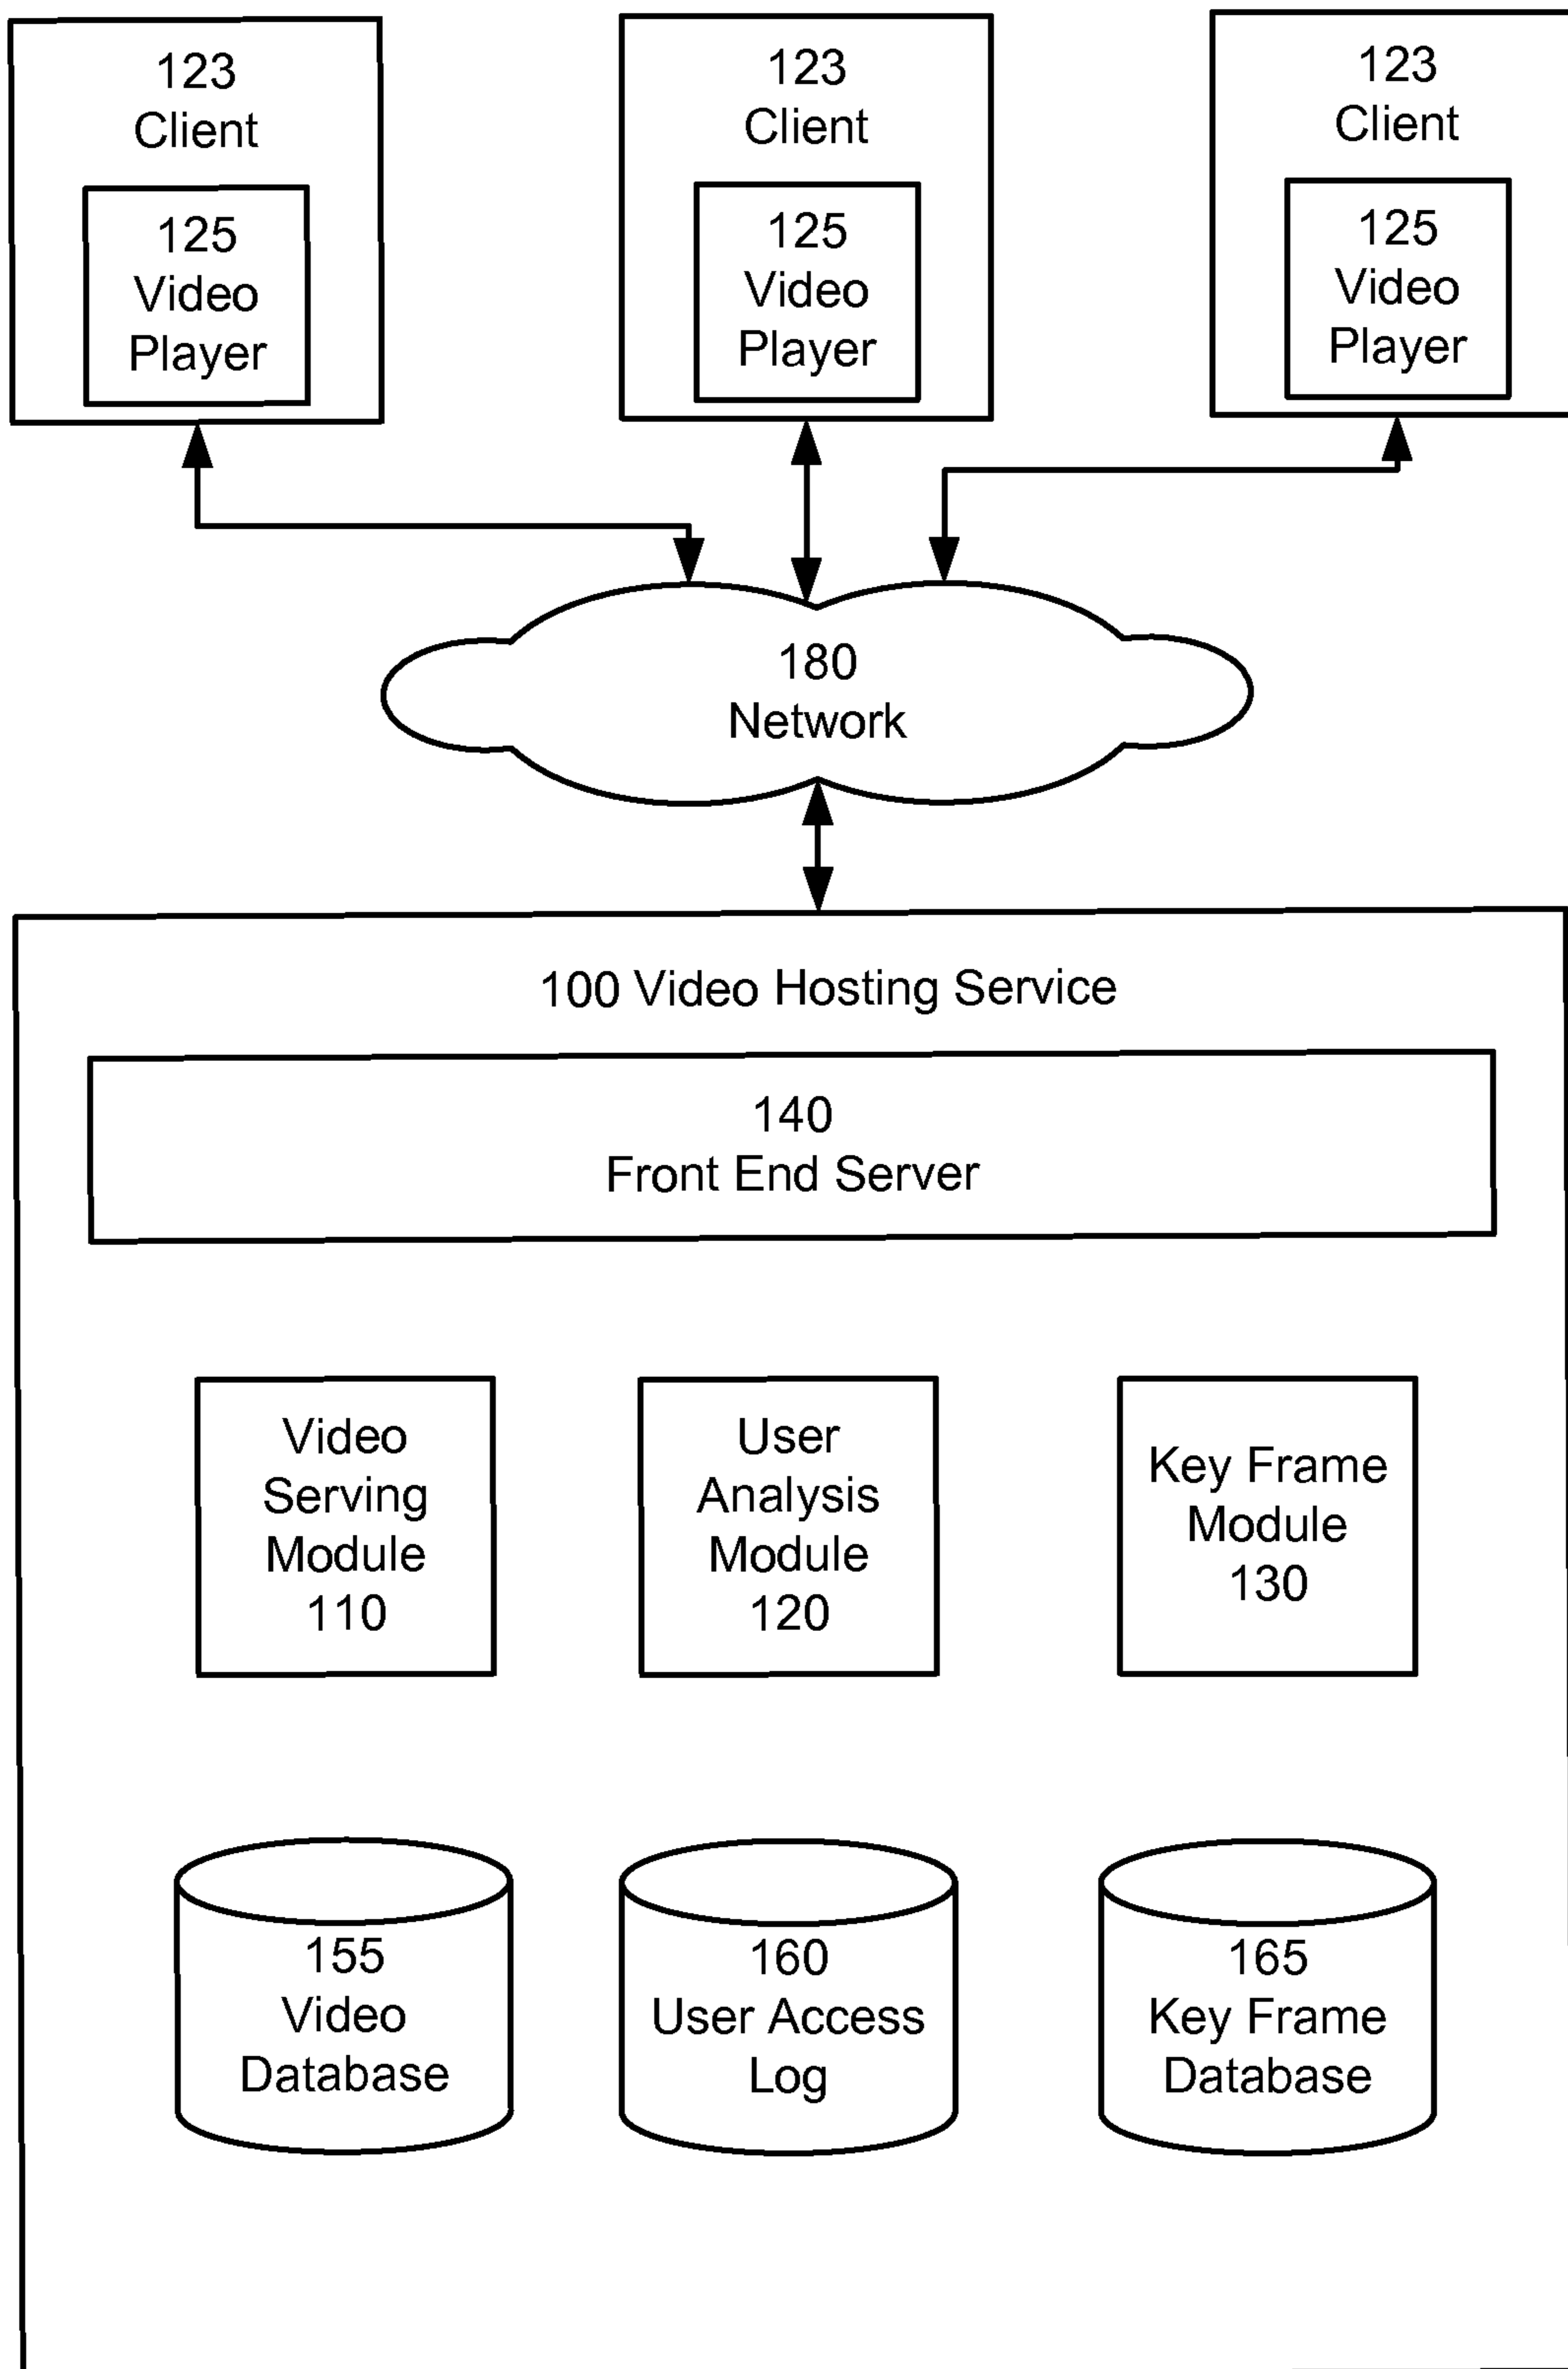 123
Client
125
Video
Player
123
Client
125
Video
Player
123
Client
125
Video
Player
180
Network
100 Video Hosting Service
140
Front End Server
Video
Serving
Module
110
User
Analysis
Module
120
Key Frame
Module
130
155
Video
Database
160
User Access
Log
165
Key Frame
Database